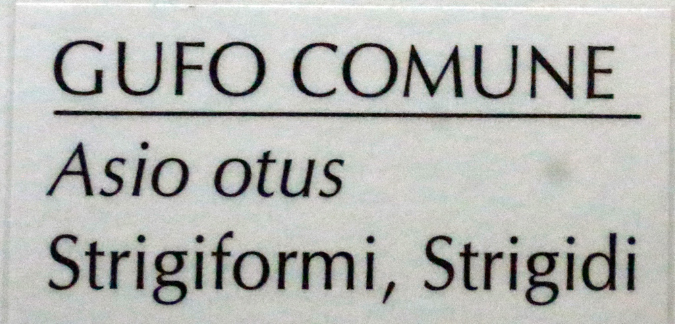 GUFO COMUNE
Asio otus
Strigiformi, Strigidi